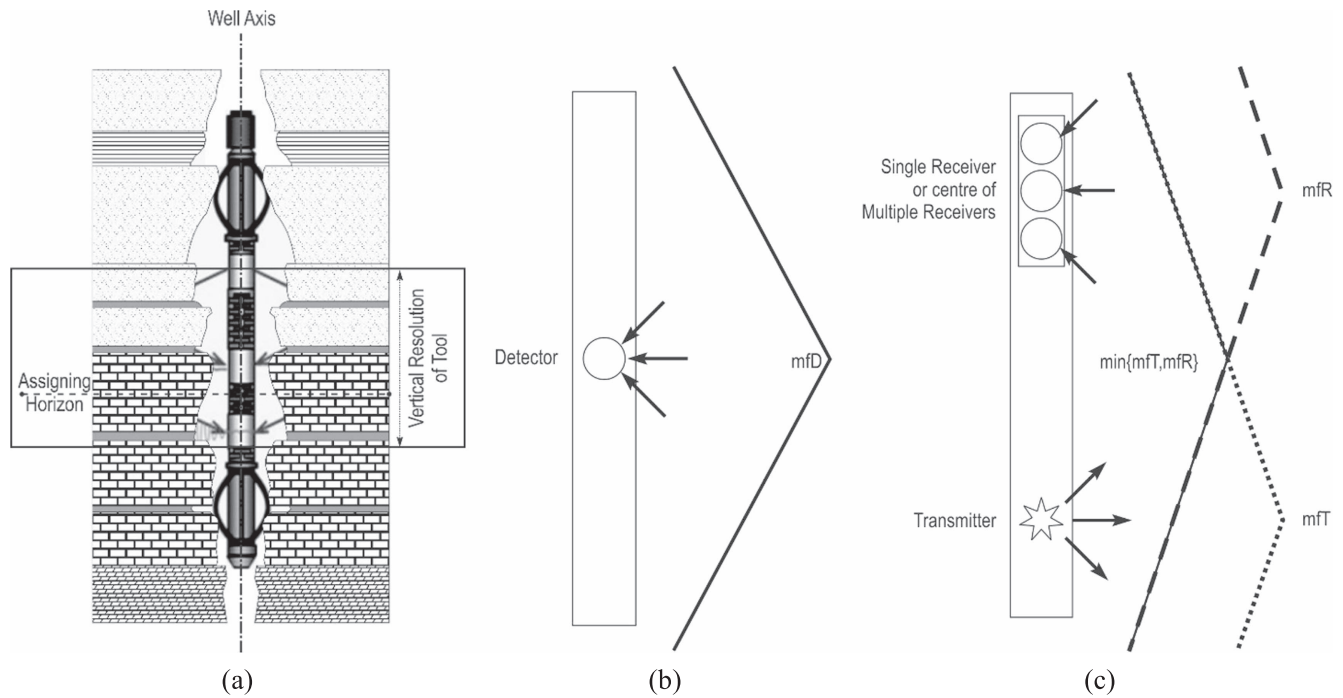 Well Axis
Assigning
Horizon
Vertical Resolution
of Tool
(a)
Detector
mfD
(b)
Single Receiver
or centre of
Multiple Receivers
mfR
min{mfT,mfR}
Transmitter
mfT
(c)